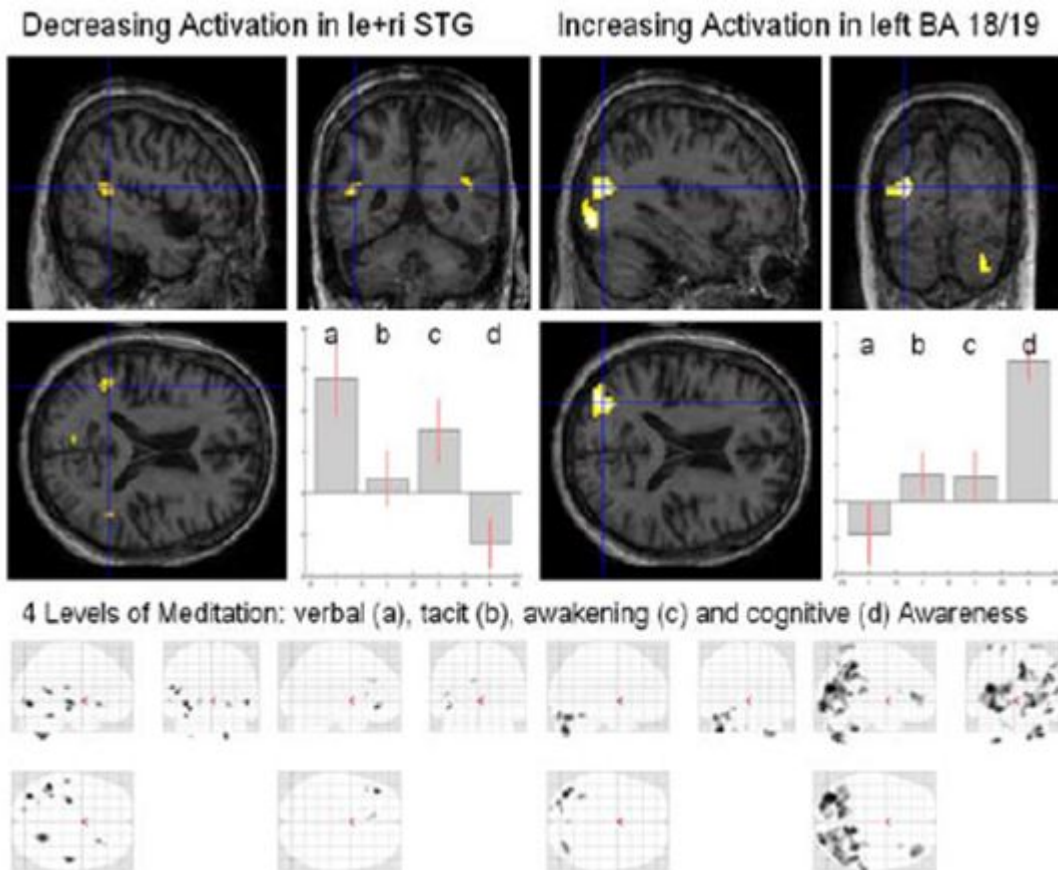 Decreasing Activation in le+ri STG
Increasing Activation in left BA 18/19
a b c d
a b c d
4 Levels of Meditation: verbal (a), tacit (b), awakening (c) and cognitive (d) Awareness